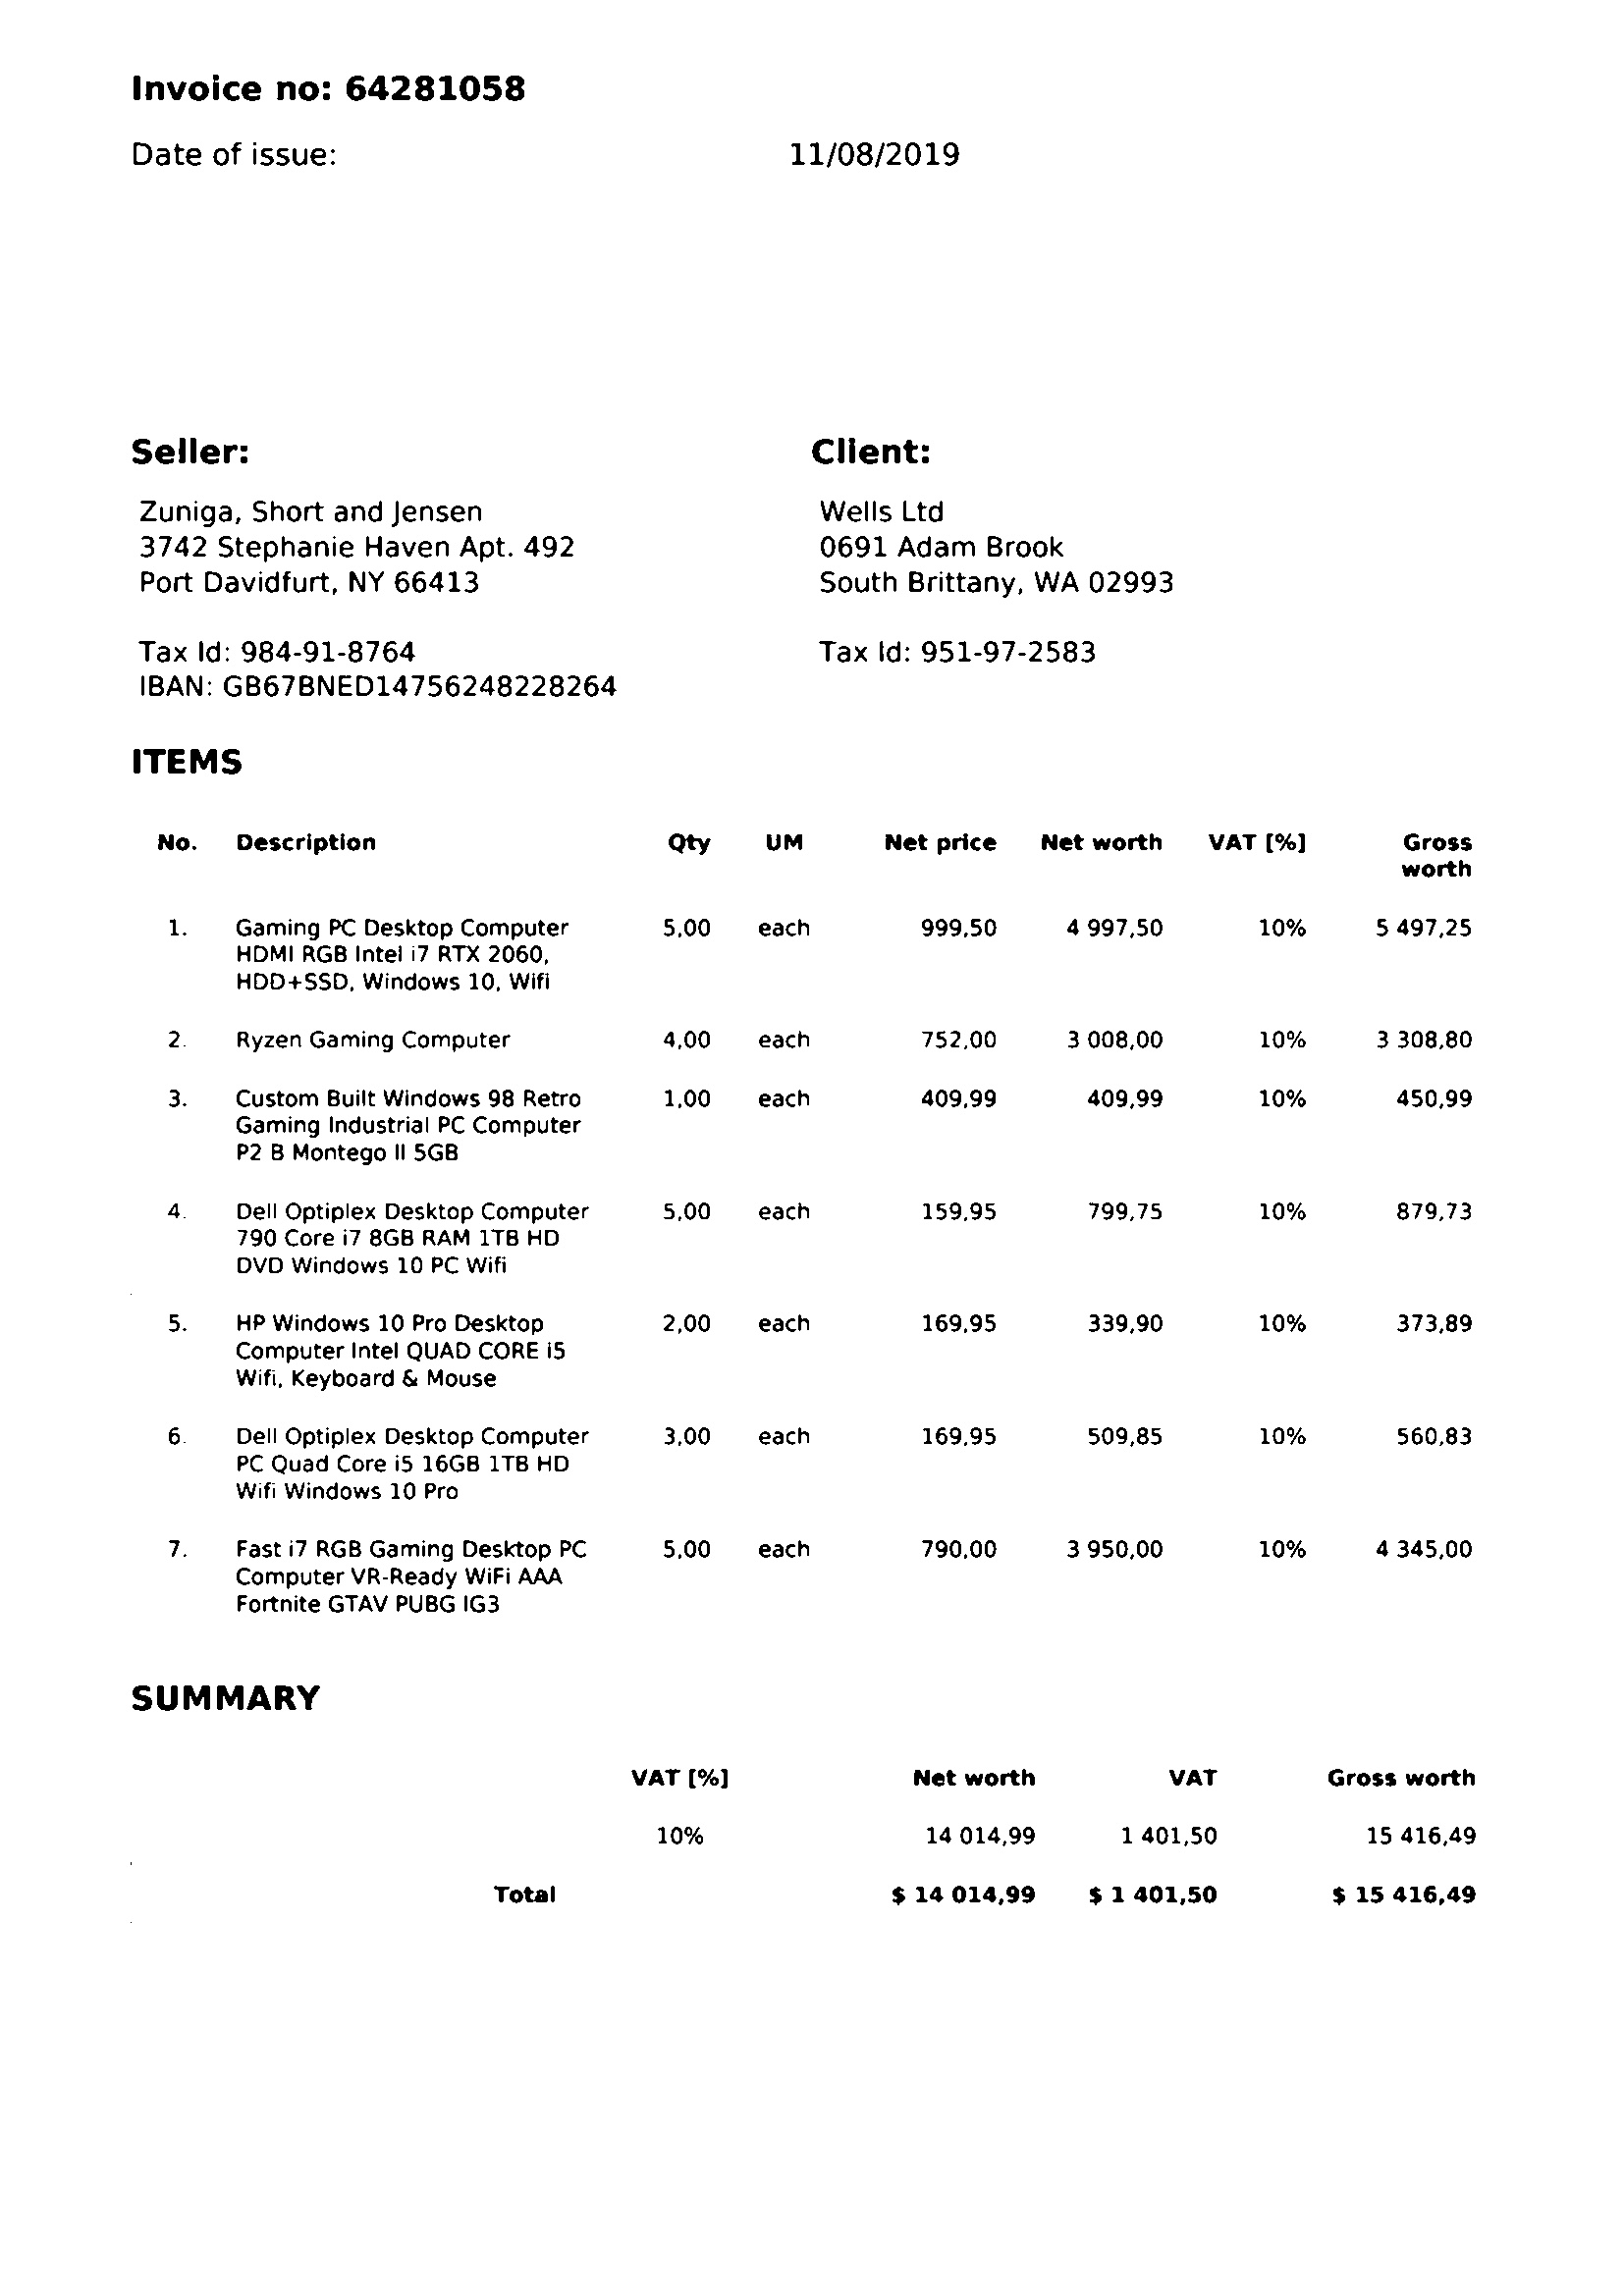 Invoice no: 64281058
Date of issue: 11/08/2019
Seller: Client:
Zuniga, Short and Jensen Wells Ltd
3742 Stephanie Haven Apt. 492 0691 Adam Brook
Port Davidfurt, NY 66413 South Brittany, WA 02993
Tax Id: 984-91-8764 Tax Id: 951-97-2583
IBAN: GB67BNED14756248228264
ITEMS
No. Description Qty UM Net price Net worth VAT [%] Gross
worth
1. Gaming PC Desktop Computer 5,00 each 999,50 4 997,50 10% 5 497,25
HDMI RGB Intel i7 RTX 2060,
HDD+SSD, Windows 10, Wifi
2. Ryzen Gaming Computer 4,00 each 752,00 3 008,00 10% 3 308,80
3. Custom Built Windows 98 Retro 1,00 each 409,99 409,99 10% 450,99
Gaming Industrial PC Computer
P2 B Montego II 5GB
4. Dell Optiplex Desktop Computer 5,00 each 159,95 799,75 10% 879,73
790 Core i7 8GB RAM 1TB HD
DVD Windows 10 PC Wifi
5. HP Windows 10 Pro Desktop 2,00 each 169,95 339,90 10% 373,89
Computer Intel QUAD CORE i5
Wifi, Keyboard & Mouse
6. Dell Optiplex Desktop Computer 3,00 each 169,95 509,85 10% 560,83
PC Quad Core i5 16GB 1TB HD
Wifi Windows 10 Pro
7. Fast i7 RGB Gaming Desktop PC 5,00 each 790,00 3 950,00 10% 4 345,00
Computer VR-Ready WiFi AAA
Fortnite GTAV PUBG IG3
SUMMARY
VAT [%] Net worth VAT Gross worth
10% 14 014,99 1 401,50 15 416,49
Total $ 14 014,99 $ 1 401,50 $ 15 416,49